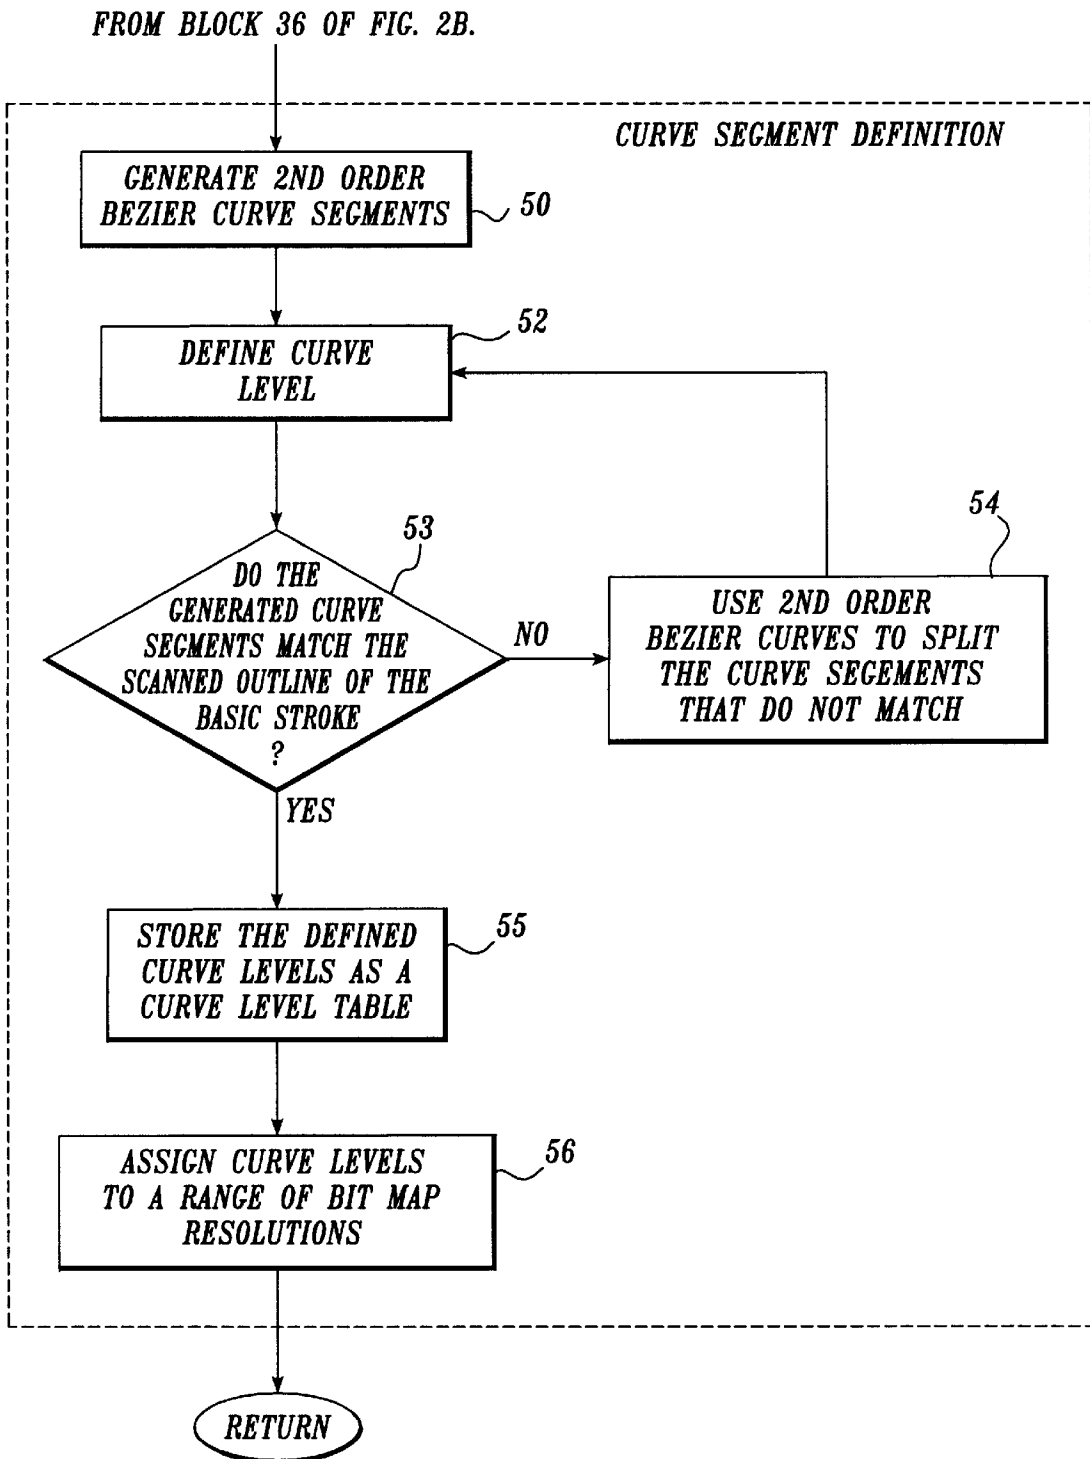 FROM BLOCK 36 OF FIG. 2B.
CURVE SEGMENT DEFINITION
GENERATE 2ND ORDER
BEZIER CURVE SEGMENTS
50
52
DEFINE CURVE
LEVEL
53
DO THE
GENERATED CURVE
SEGMENTS MATCH THE
SCANNED OUTLINE OF THE
BASIC STROKE
?
NO
54
USE 2ND ORDER
BEZIER CURVES TO SPLIT
THE CURVE SEGEMENTS
THAT DO NOT MATCH
YES
STORE THE DEFINED
CURVE LEVELS AS A
CURVE LEVEL TABLE
55
ASSIGN CURVE LEVELS
TO A RANGE OF BIT MAP
RESOLUTIONS
56
RETURN